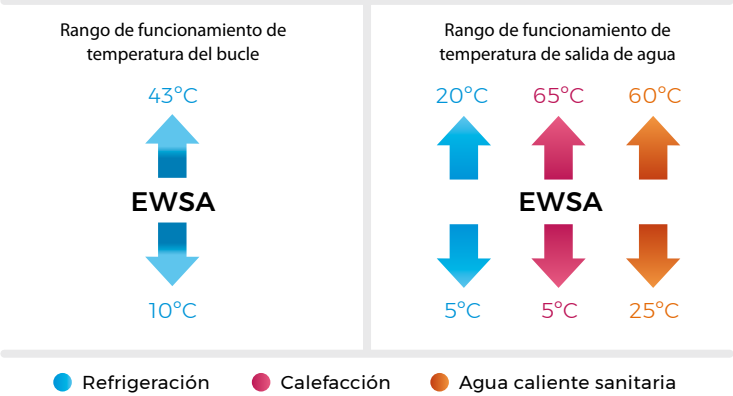 Rango de funcionamiento de
temperatura del bucle
43°C
EWSA
10°C
Rango de funcionamiento de
temperatura de salida de agua
20°C 65°C 60°C
EWSA
5°C 5°C 25°C
Refrigeración Calefacción Agua caliente sanitaria